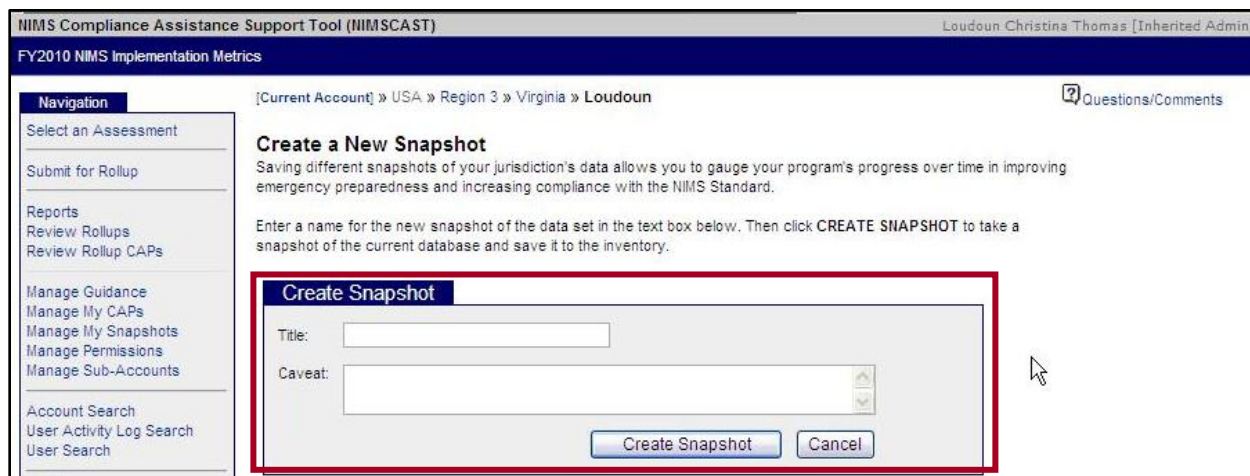 NIMS Compliance Assistance Support Tool (NIMSCAST)
Loudoun Christina Thomas [Inherited Admin
FY2010 NIMS Implementation Metrics
Navigation
Select an Assessment
Submit for Rollup
Reports
Review Rollups
Review Rollup CAPs
Manage Guidance
Manage My CAPs
Manage My Snapshots
Manage Permissions
Manage Sub-Accounts
Account Search
User Activity Log Search
User Search
[Current Account] » USA » Region 3 » Virginia » Loudoun
Questions/Comments
Create a New Snapshot
Saving different snapshots of your jurisdiction's data allows you to gauge your program's progress over time in improving
emergency preparedness and increasing compliance with the NIMS Standard.
Enter a name for the new snapshot of the data set in the text box below. Then click CREATE SNAPSHOT to take a
snapshot of the current database and save it to the inventory.
Create Snapshot
Title:
Caveat:
Create Snapshot
Cancel